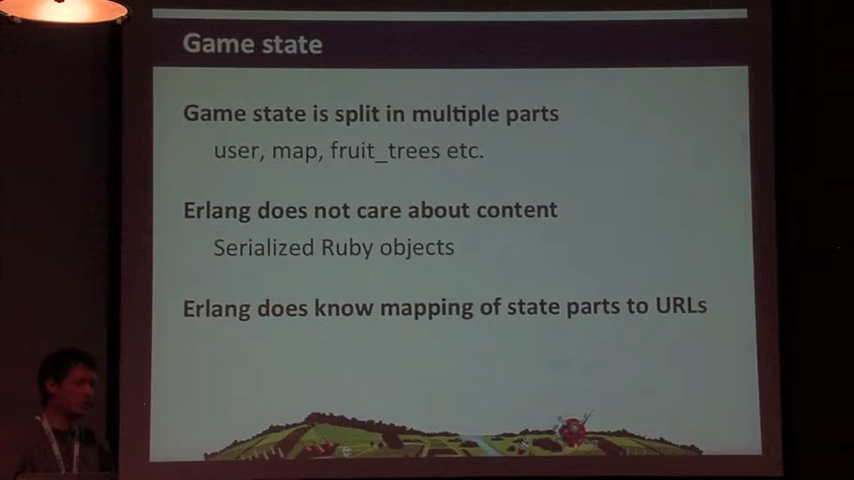 Game state
Game state is split in multiple parts
user, map, fruit_trees etc.
Erlang does not care about content
Serialized Ruby objects
Erlang does know mapping of state parts to URLs